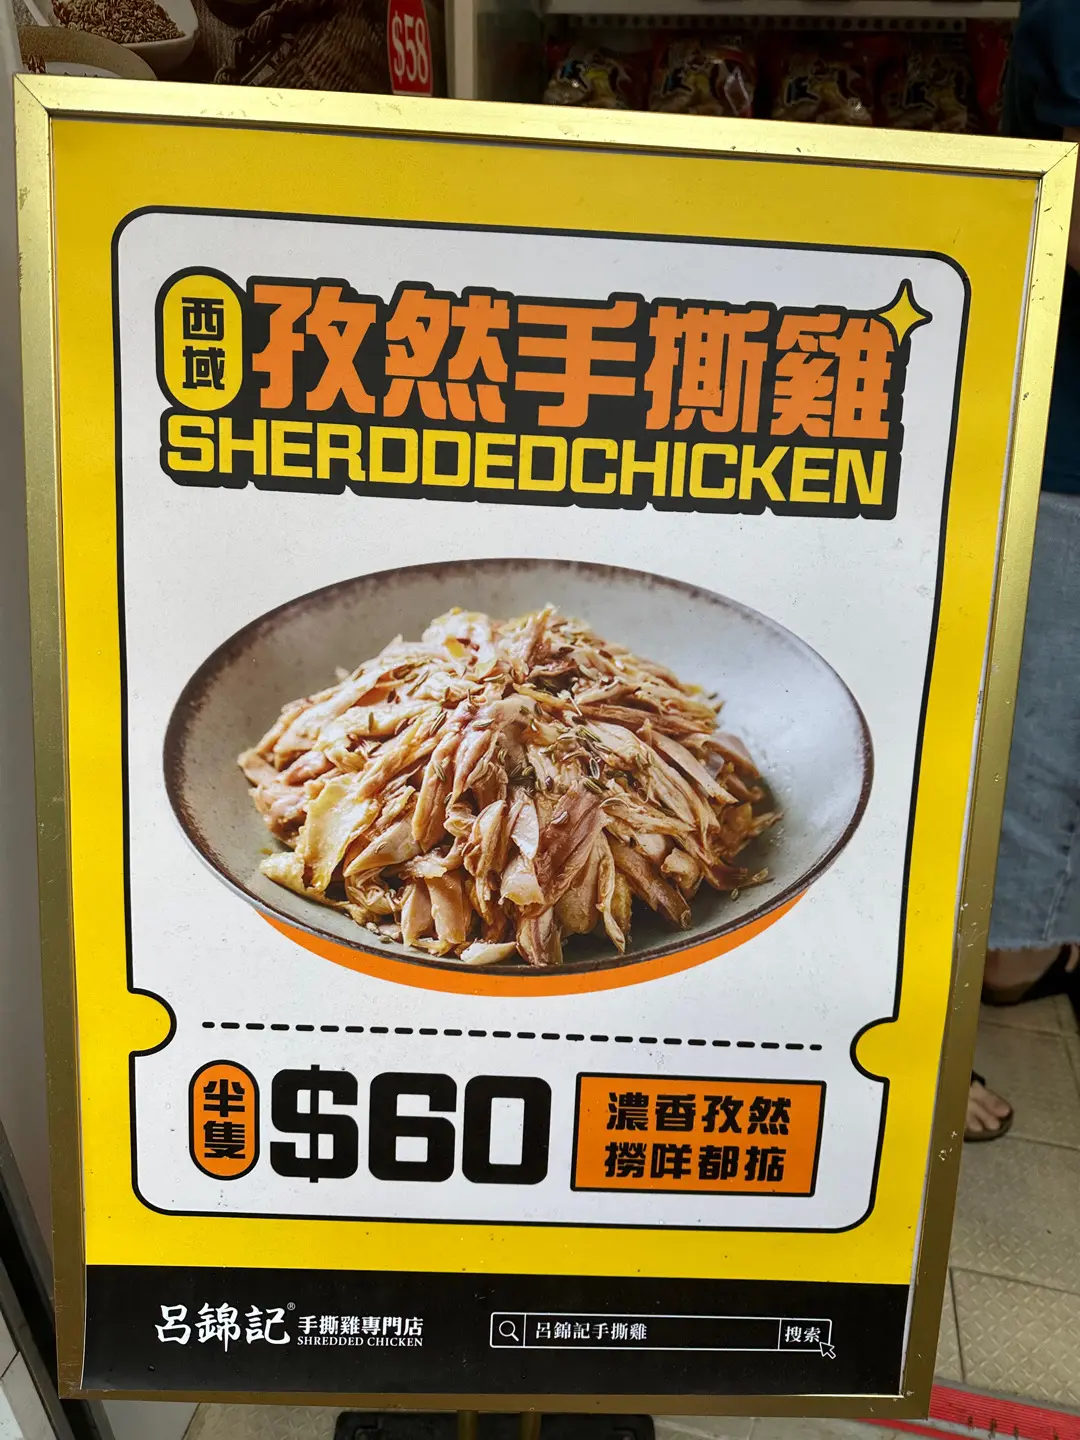 $58
西域
孜然手撕雞
SHERDDEDCHICKEN
半隻
$60
濃香孜然
撈咩都掂
呂錦記®
手撕雞專門店
SHREDDED CHICKEN
呂錦記手撕雞
搜索